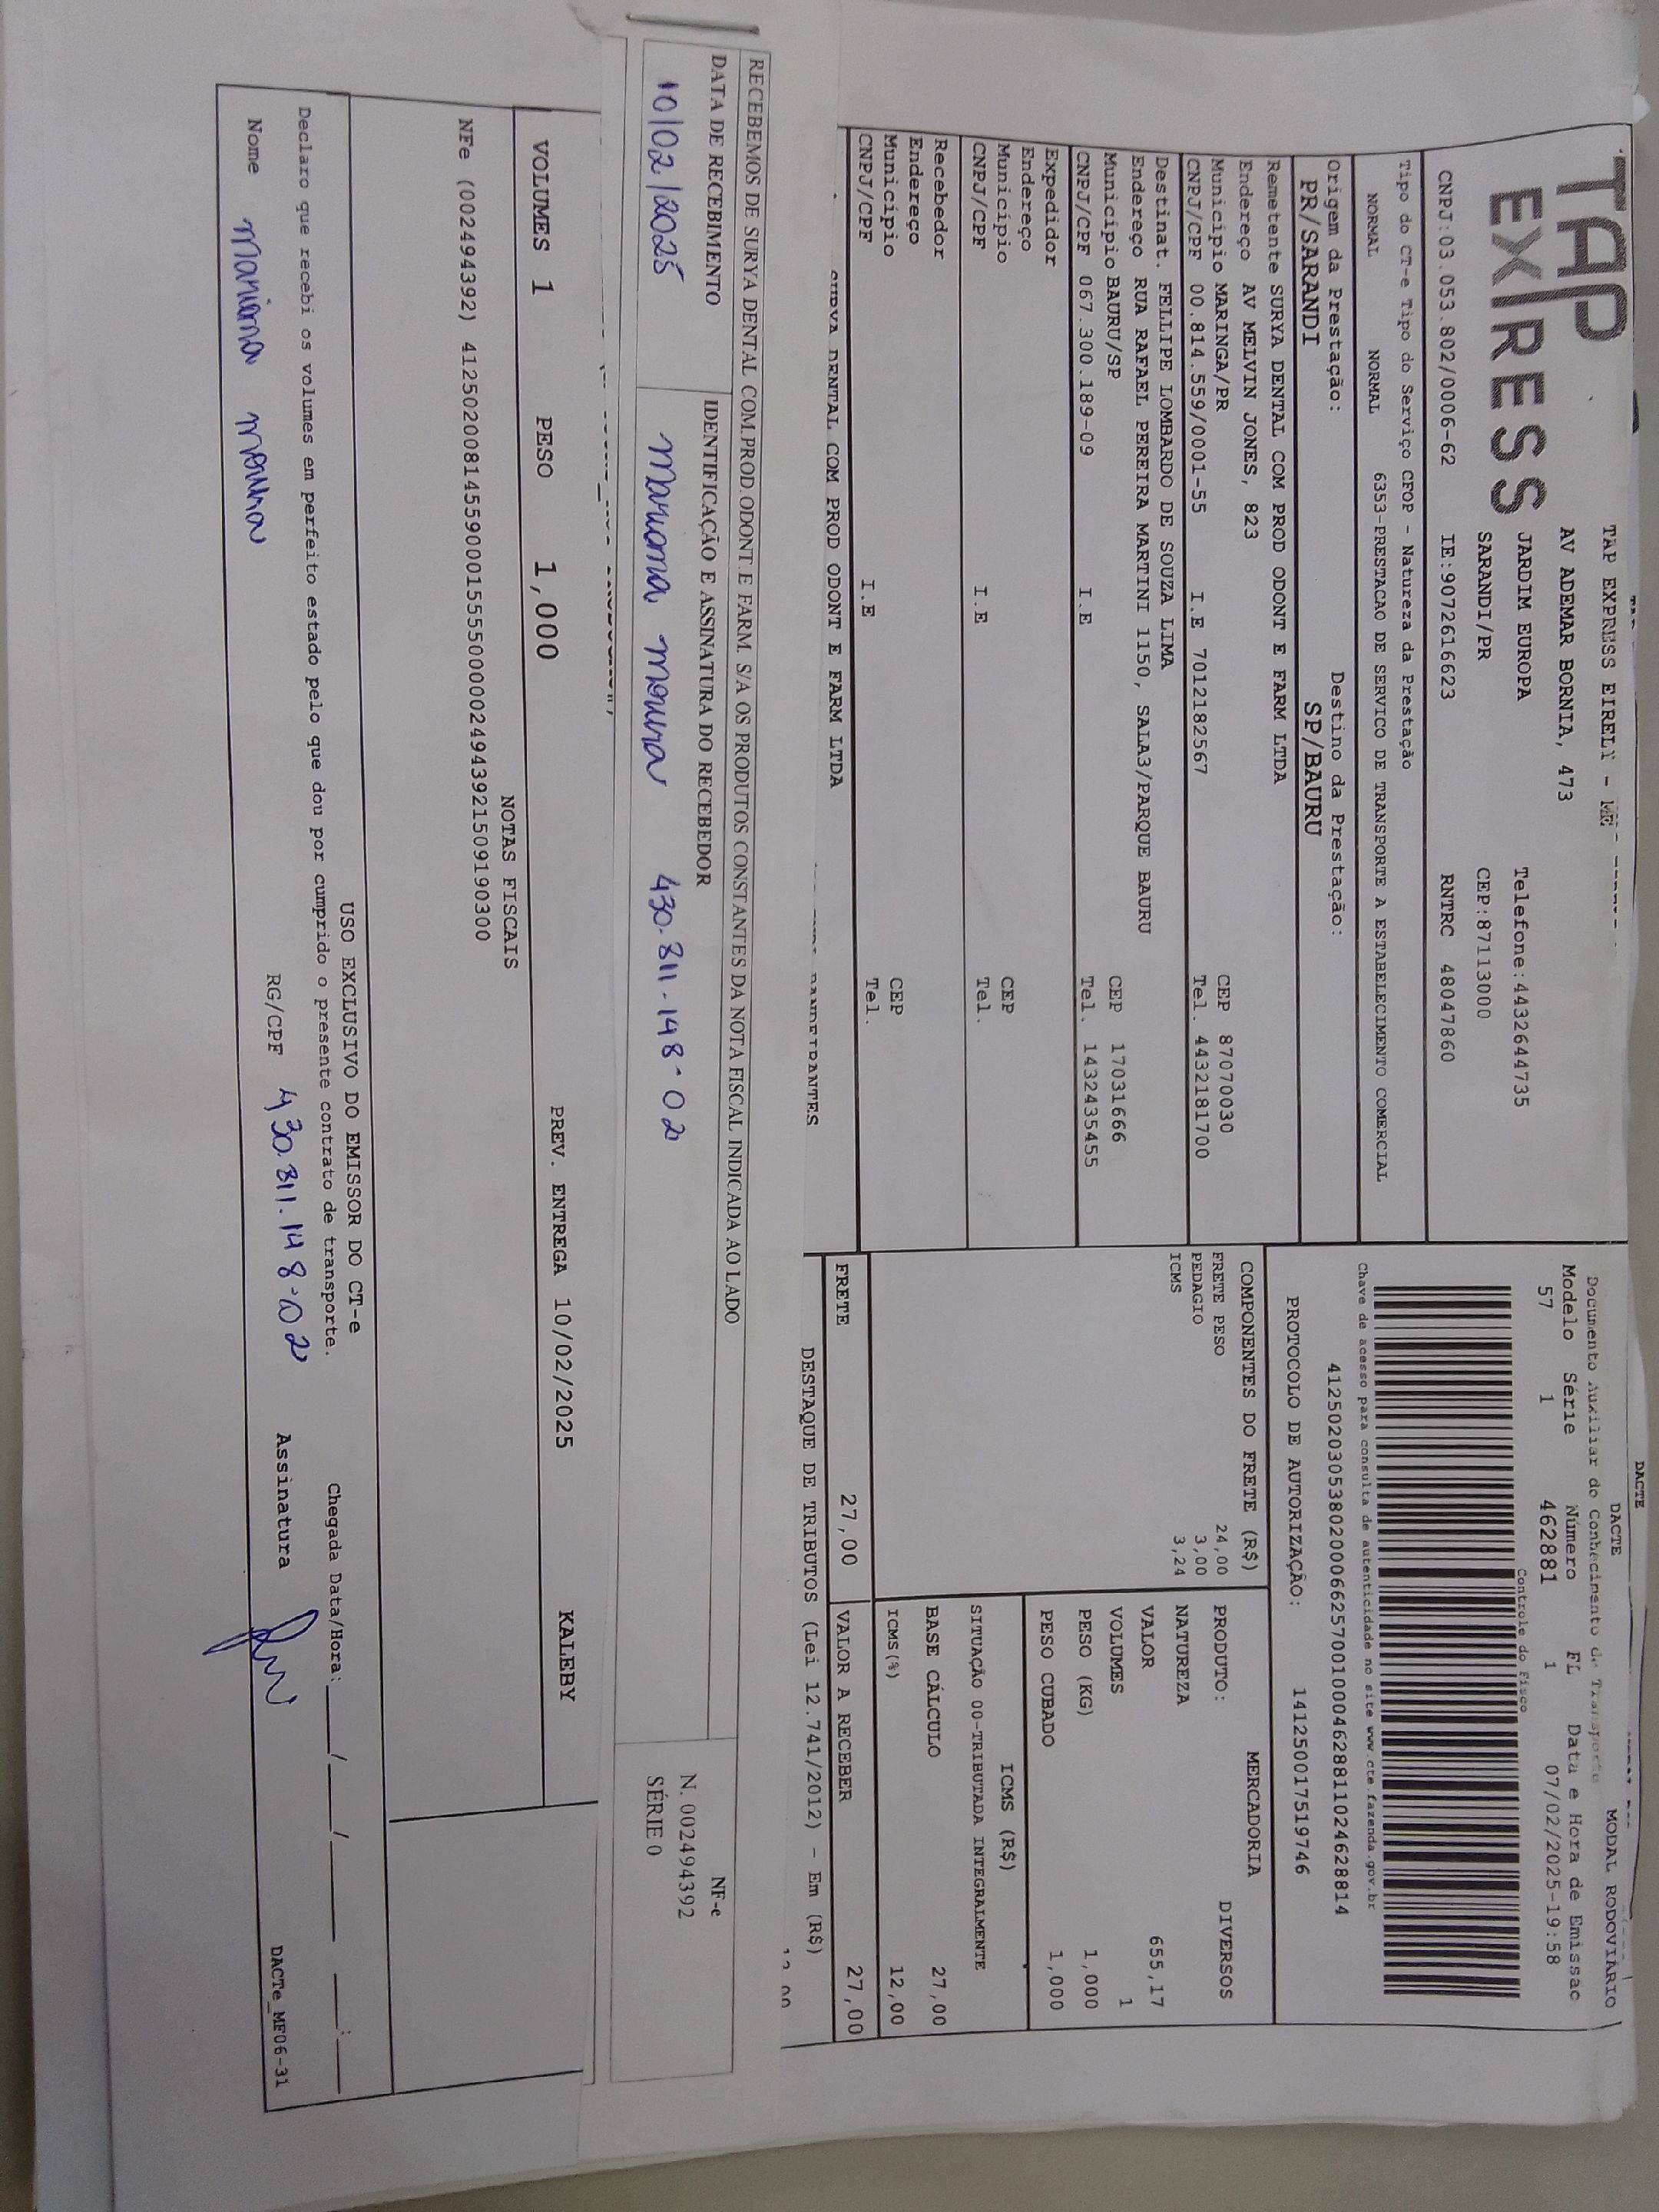 DACTE
TAP EXPRESS
TAP EXPRESS EIRELI - ME
AV ADEMAR BORNIA, 473
JARDIM EUROPA Telefone:4432644735
SARANDI/PR CEP:87113000
CNPJ:03.053.802/0006-62 IE:9072616623 RNTRC 48047860
Tipo do CT-e Tipo do Serviço CFOP - Natureza da Prestação
NORMAL NORMAL 6353-PRESTACAO DE SERVICO DE TRANSPORTE A ESTABELECIMENTO COMERCIAL
Origem da Prestação: Destino da Prestação:
PR/SARANDI SP/BAURU
Remetente SURYA DENTAL COM PROD ODONT E FARM LTDA
Endereço AV MELVIN JONES, 823
Município MARINGA/PR CEP 87070030
CNPJ/CPF 00.814.559/0001-55 I.E 7012182567 Tel. 4432181700
Destinat. FELLIPE LOMBARDO DE SOUZA LIMA
Endereço RUA RAFAEL PEREIRA MARTINI 1150, SALA3/PARQUE BAURU
Município BAURU/SP CEP 17031666
CNPJ/CPF 067.300.189-09 I.E Tel. 1432435455
Expedidor
Endereço
Município CEP
CNPJ/CPF I.E Tel.
Recebedor
Endereço
Município CEP
CNPJ/CPF I.E Tel.
SURYA DENTAL COM PROD ODONT E FARM LTDA
BANDEIRANTES
DACTE MODAL RODOVIÁRIO
Documento Auxiliar do Conhecimento de Transporte
Modelo Série Número FL Data e Hora de Emissão
57 1 462881 1 07/02/2025-19:58
Controle do Fisco
Chave de acesso para consulta de autenticidade no site www.cte.fazenda.gov.br
41250203053802000662570010004628811024628814
PROTOCOLO DE AUTORIZAÇÃO: 141250017519746
COMPONENTES DO FRETE (R$)
FRETE PESO 24,00
PEDAGIO 3,00
ICMS 3,24
MERCADORIA
PRODUTO: DIVERSOS
NATUREZA
VALOR 655,17
VOLUMES 1
PESO (KG) 1,000
PESO CUBADO 1,000
ICMS (R$)
SITUAÇÃO 00-TRIBUTADA INTEGRALMENTE
BASE CÁLCULO 27,00
ICMS(%) 12,00
FRETE 27,00 VALOR A RECEBER 27,00
DESTAQUE DE TRIBUTOS (Lei 12.741/2012) - Em (R$)
RECEBEMOS DE SURYA DENTAL COM.PROD.ODONT.E FARM. S/A OS PRODUTOS CONSTANTES DA NOTA FISCAL INDICADA AO LADO
DATA DE RECEBIMENTO IDENTIFICAÇÃO E ASSINATURA DO RECEBEDOR
10/02/2025 Mariana Moura 430.811.148-02
NF-e
N. 002494392
SÉRIE 0
VOLUMES 1 PESO 1,000 PREV. ENTREGA 10/02/2025 KALEBY
NOTAS FISCAIS
NFe (002494392) 41250200814559000155550000024943921509190300
USO EXCLUSIVO DO EMISSOR DO CT-e
Declaro que recebi os volumes em perfeito estado pelo que dou por cumprido o presente contrato de transporte. Chegada Data/Hora: ___/___/_____ ___:___
Nome Mariana Moura RG/CPF 430.811.148-02 Assinatura
DACTe_MF06-31